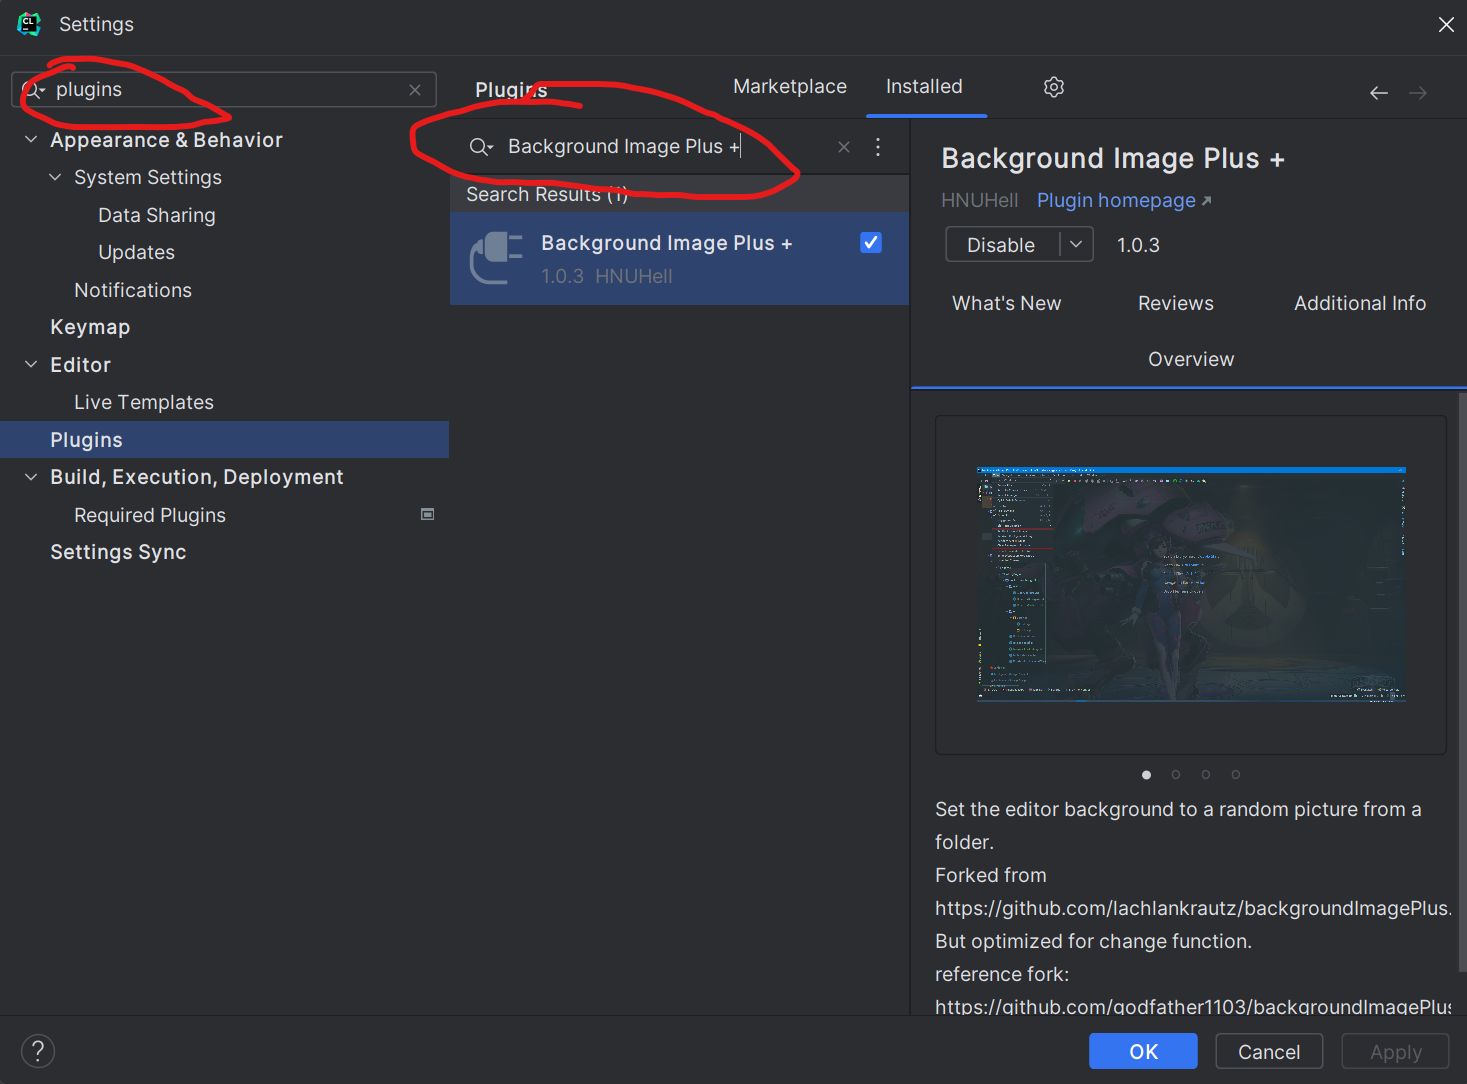 CL
Settings
plugins
Appearance & Behavior
System Settings
Data Sharing
Updates
Notifications
Keymap
Editor
Live Templates
Plugins
Build, Execution, Deployment
Required Plugins
Settings Sync
Plugins
Marketplace
Installed
Background Image Plus +
Search Results (1)
Background Image Plus +
1.0.3 HNUHell
Background Image Plus +
HNUHell Plugin homepage
Disable 1.0.3
What's New Reviews Additional Info
Overview
Set the editor background to a random picture from a
folder.
Forked from
https://github.com/lachlankrautz/backgroundImagePlus.
But optimized for change function.
reference fork:
https://github.com/godfather1103/backgroundImagePlus
?
OK Cancel Apply